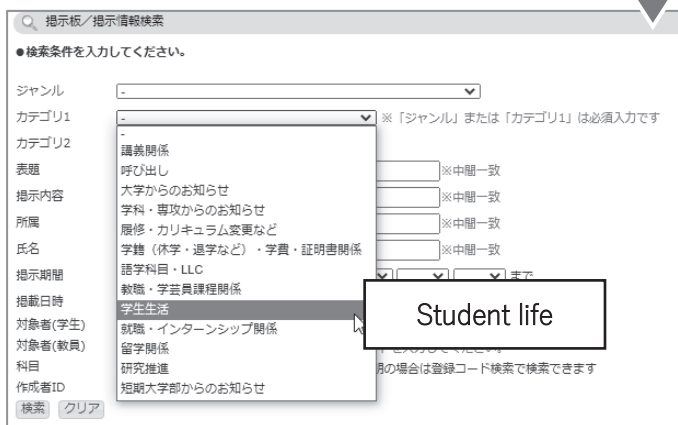 掲示板／掲示情報検索
●検索条件を入力してください。
ジャンル
-
カテゴリ1
-
※「ジャンル」または「カテゴリ1」は必須入力です
カテゴリ2
-
講義関係
呼び出し
大学からのお知らせ
学科・専攻からのお知らせ
履修・カリキュラム変更など
学籍（休学・退学など）・学費・証明書関係
語学科目・LLC
教職・学芸員課程関係
学生生活
就職・インターンシップ関係
留学関係
研究推進
短期大学部からのお知らせ
Student life
表題
※中間一致
掲示内容
※中間一致
所属
※中間一致
氏名
※中間一致
掲示期間
まで
掲載日時
対象者(学生)
対象者(教員)
を入力してください。
科目
の場合は登録コード検索で検索できます
作成者ID
検索 クリア